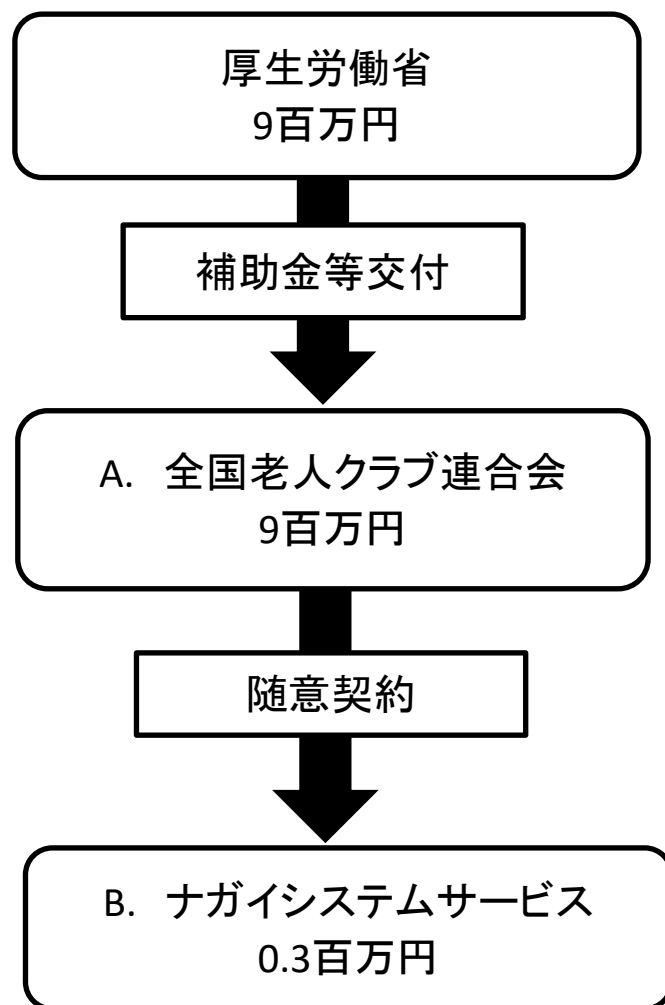 厚生労働省
9百万円
補助金等交付
A. 全国老人クラブ連合会
9百万円
随意契約
B. ナガイシステムサービス
0.3百万円